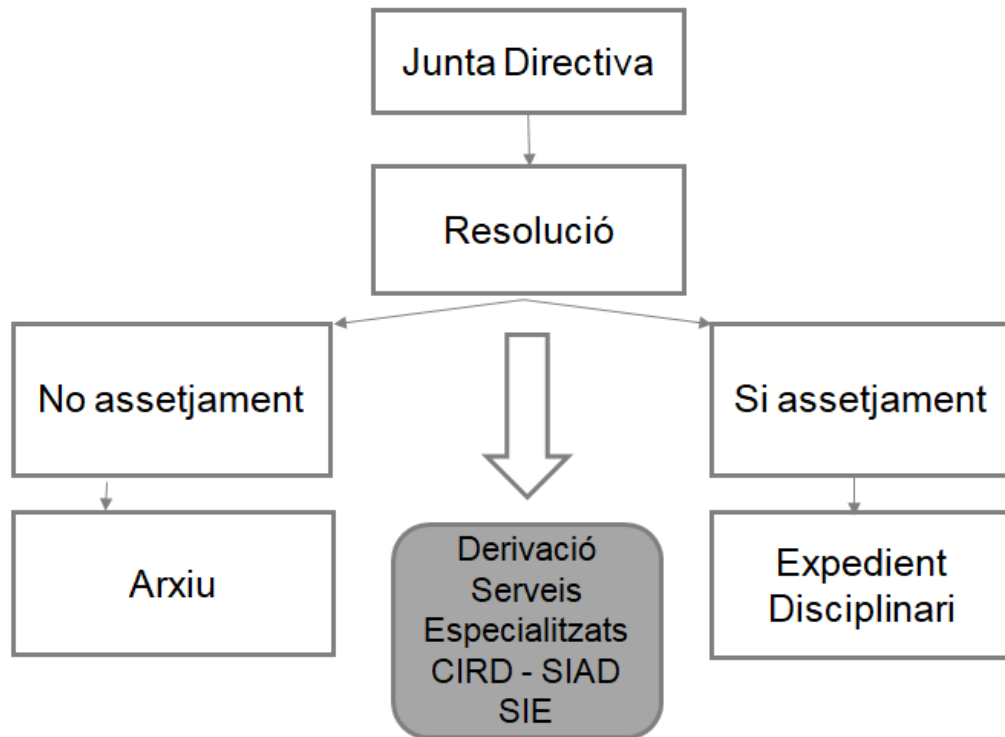 Junta Directiva
Resolució
No assetjament
Si assetjament
Arxiu
Derivació
Serveis
Especialitzats
CIRD - SIAD
SIE
Expedient
Disciplinari